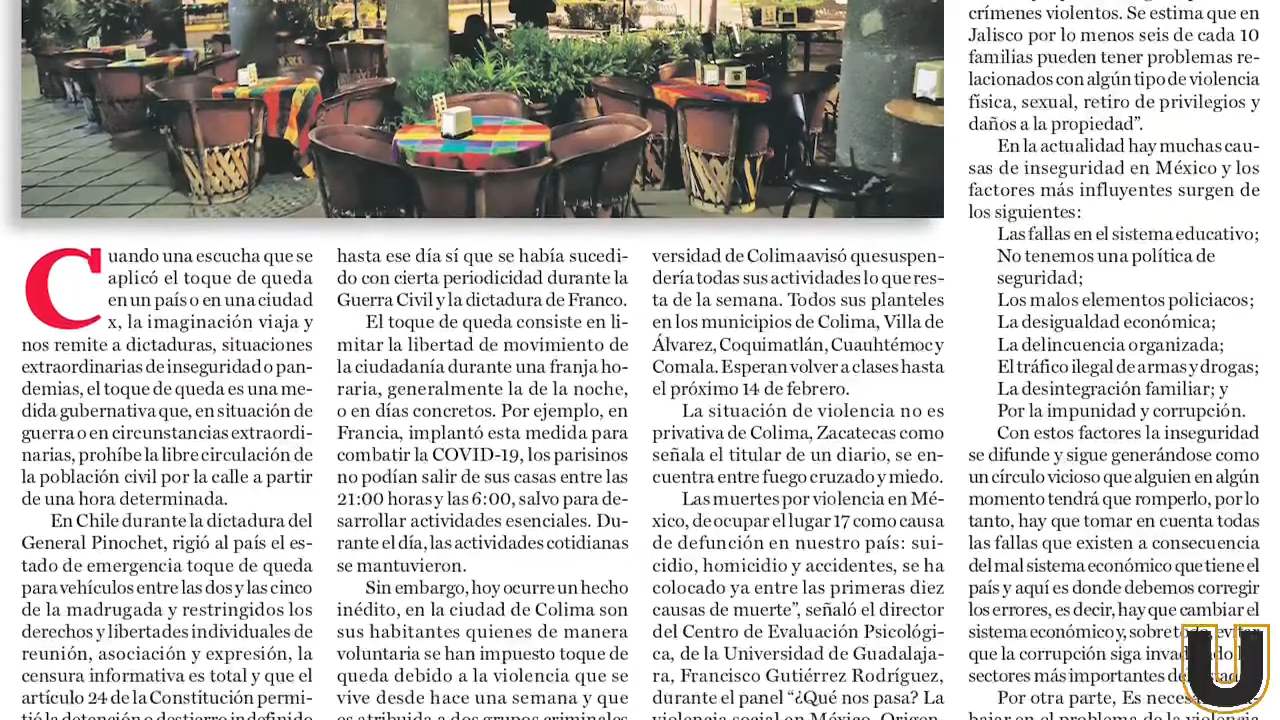 Cuando una escucha que se
aplicó el toque de queda
en un país o en una ciudad
x, la imaginación viaja y
nos remite a dictaduras, situaciones
extraordinarias de inseguridad o pan-
demias, el toque de queda es una me-
dida gubernativa que, en situación de
guerra o en circunstancias extraordi-
narias, prohíbe la libre circulación de
la población civil por la calle a partir
de una hora determinada.
En Chile durante la dictadura del
General Pinochet, rigió al país el es-
tado de emergencia toque de queda
para vehículos entre las dos y las cinco
de la madrugada y restringidos los
derechos y libertades individuales de
reunión, asociación y expresión, la
censura informativa es total y que el
artículo 24 de la Constitución permi-
tió la detención o destierro indefinido
hasta ese día sí que se había sucedi-
do con cierta periodicidad durante la
Guerra Civil y la dictadura de Franco.
El toque de queda consiste en li-
mitar la libertad de movimiento de
la ciudadanía durante una franja ho-
raria, generalmente la de la noche,
o en días concretos. Por ejemplo, en
Francia, implantó esta medida para
combatir la COVID-19, los parisinos
no podían salir de sus casas entre las
21:00 horas y las 6:00, salvo para de-
sarrollar actividades esenciales. Du-
rante el día, las actividades cotidianas
se mantuvieron.
Sin embargo, hoy ocurre un hecho
inédito, en la ciudad de Colima son
sus habitantes quienes de manera
voluntaria se han impuesto toque de
queda debido a la violencia que se
vive desde hace una semana y que
es atribuida a dos grupos criminales
versidad de Colima avisó que suspen-
dería todas sus actividades lo que res-
ta de la semana. Todos sus planteles
en los municipios de Colima, Villa de
Álvarez, Coquimatlán, Cuauhtémoc y
Comala. Esperan volver a clases hasta
el próximo 14 de febrero.
La situación de violencia no es
privativa de Colima, Zacatecas como
señala el titular de un diario, se en-
cuentra entre fuego cruzado y miedo.
Las muertes por violencia en Mé-
xico, de ocupar el lugar 17 como causa
de defunción en nuestro país: sui-
cidio, homicidio y accidentes, se ha
colocado ya entre las primeras diez
causas de muerte”, señaló el director
del Centro de Evaluación Psicológi-
ca, de la Universidad de Guadalaja-
ra, Francisco Gutiérrez Rodríguez,
durante el panel “¿Qué nos pasa? La
violencia social en México. Origen,
crímenes violentos. Se estima que en
Jalisco por lo menos seis de cada 10
familias pueden tener problemas re-
lacionados con algún tipo de violencia
física, sexual, retiro de privilegios y
daños a la propiedad”.
En la actualidad hay muchas cau-
sas de inseguridad en México y los
factores más influyentes surgen de
los siguientes:
Las fallas en el sistema educativo;
No tenemos una política de
seguridad;
Los malos elementos policiacos;
La desigualdad económica;
La delincuencia organizada;
El tráfico ilegal de armas y drogas;
La desintegración familiar; y
Por la impunidad y corrupción.
Con estos factores la inseguridad
se difunde y sigue generándose como
un círculo vicioso que alguien en algún
momento tendrá que romperlo, por lo
tanto, hay que tomar en cuenta todas
las fallas que existen a consecuencia
del mal sistema económico que tiene el
país y aquí es donde debemos corregir
los errores, es decir, hay que cambiar el
sistema económico y, sobre todo, evitar
que la corrupción siga
sectores más importantes del
Por otra parte, Es
bajar en el problema de la violencia
U